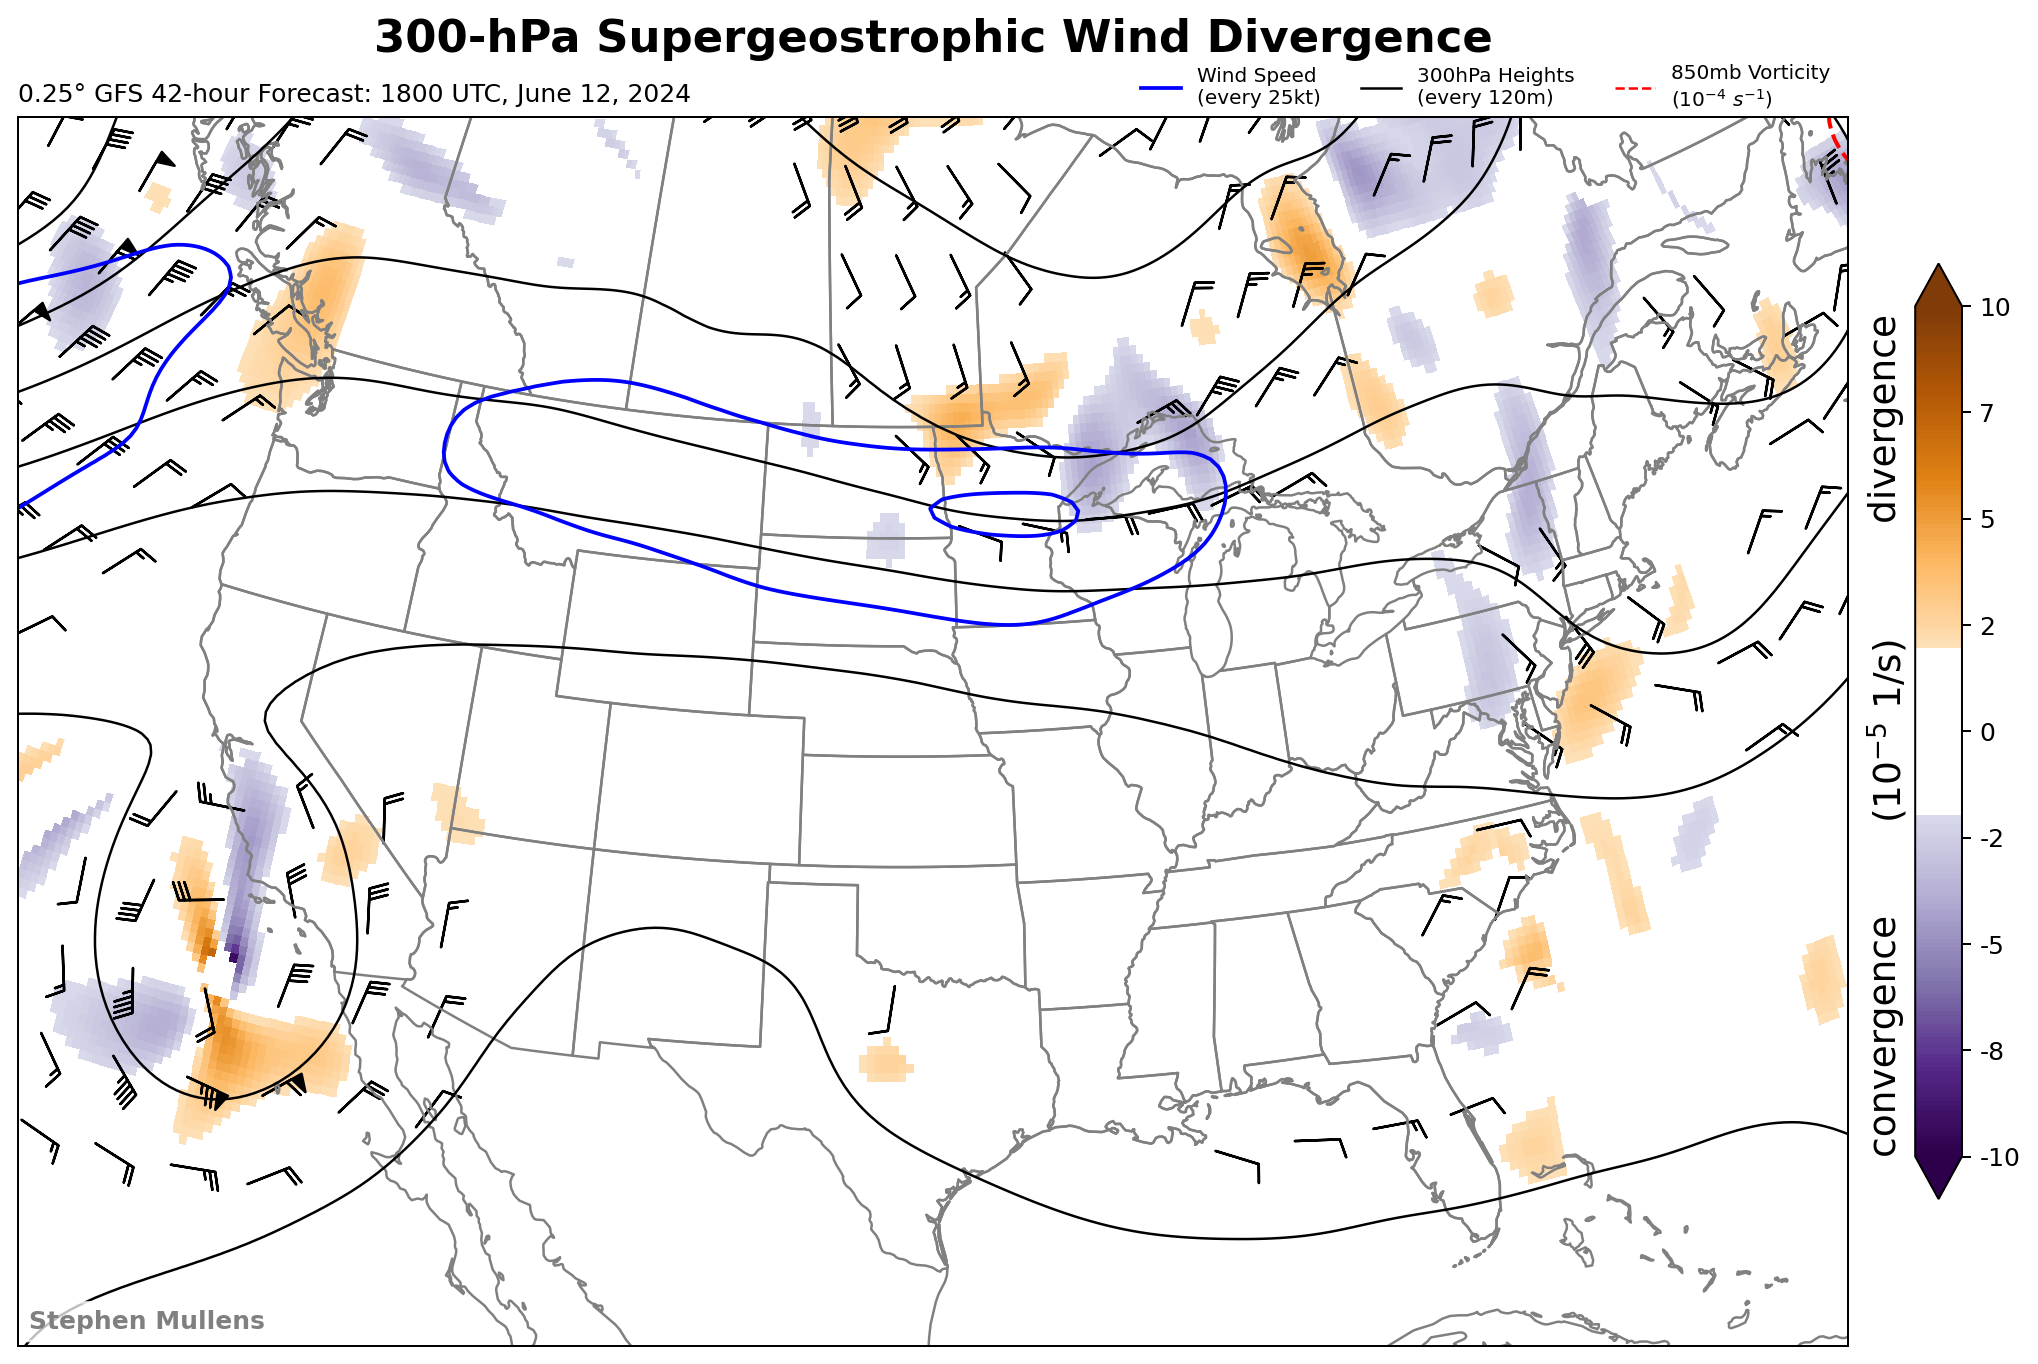 300-hPa Supergeostrophic Wind Divergence
0.25° GFS 42-hour Forecast: 1800 UTC, June 12, 2024
Wind Speed
(every 25kt)
300hPa Heights
(every 120m)
850mb Vorticity
(10⁻⁴ s⁻¹)
10
7
5
2
0
-2
-5
-8
-10
convergence (10⁻⁵ 1/s) divergence
Stephen Mullens